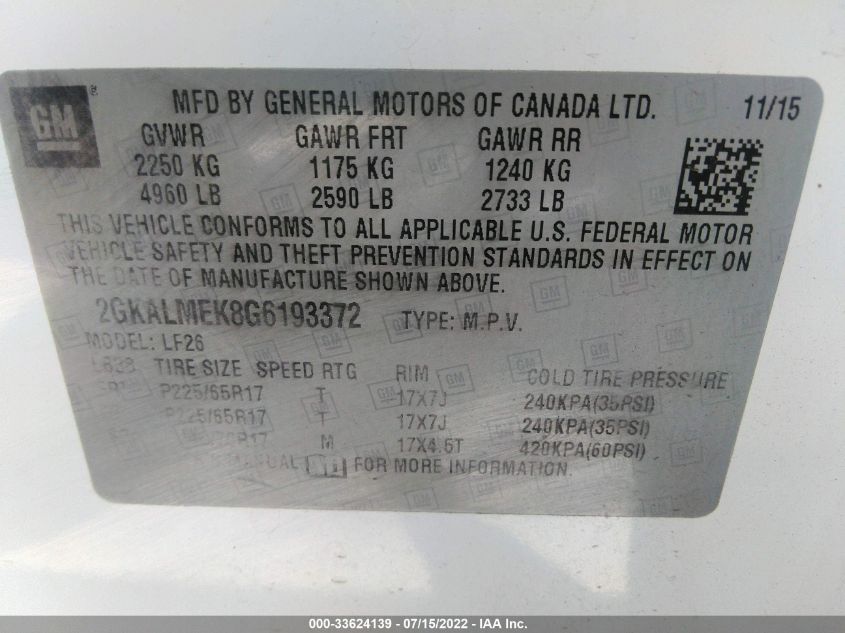 GM
MFD BY GENERAL MOTORS OF CANADA LTD. 11/15
GVWR GAWR FRT GAWR RR
2250 KG 1175 KG 1240 KG
4960 LB 2590 LB 2733 LB
THIS VEHICLE CONFORMS TO ALL APPLICABLE U.S. FEDERAL MOTOR
VEHICLE SAFETY AND THEFT PREVENTION STANDARDS IN EFFECT ON
THE DATE OF MANUFACTURE SHOWN ABOVE.
2GKALMEK8G6193372 TYPE: M.P.V.
MODEL: LF26
TIRE SIZE SPEED RTG RIM COLD TIRE PRESSURE
P225/65R17 T 17X7J 240KPA(35PSI)
P225/65R17 T 17X7J 240KPA(35PSI)
M 17X4.5T 420KPA(60PSI)
MANUAL FOR MORE INFORMATION.
000-33624139 - 07/15/2022 - IAA Inc.